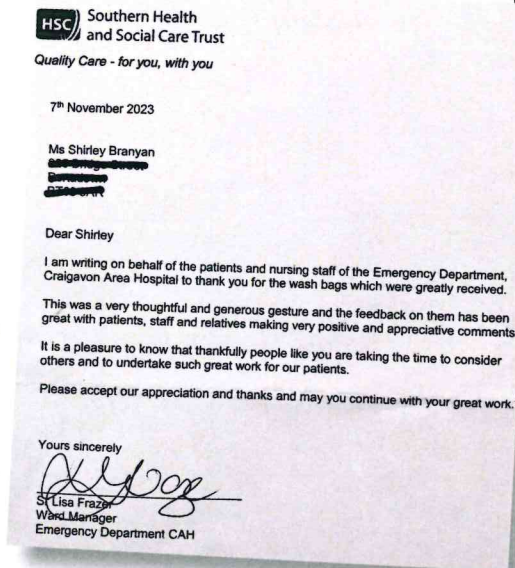 HSC Southern Health
and Social Care Trust
Quality Care - for you, with you
7th November 2023
Ms Shirley Branyan
Dear Shirley
I am writing on behalf of the patients and nursing staff of the Emergency Department,
Craigavon Area Hospital to thank you for the wash bags which were greatly received.
This was a very thoughtful and generous gesture and the feedback on them has been
great with patients, staff and relatives making very positive and appreciative comments
It is a pleasure to know that thankfully people like you are taking the time to consider
others and to undertake such great work for our patients.
Please accept our appreciation and thanks and may you continue with your great work.
Yours sincerely
Lisa Frazer
Ward Manager
Emergency Department CAH